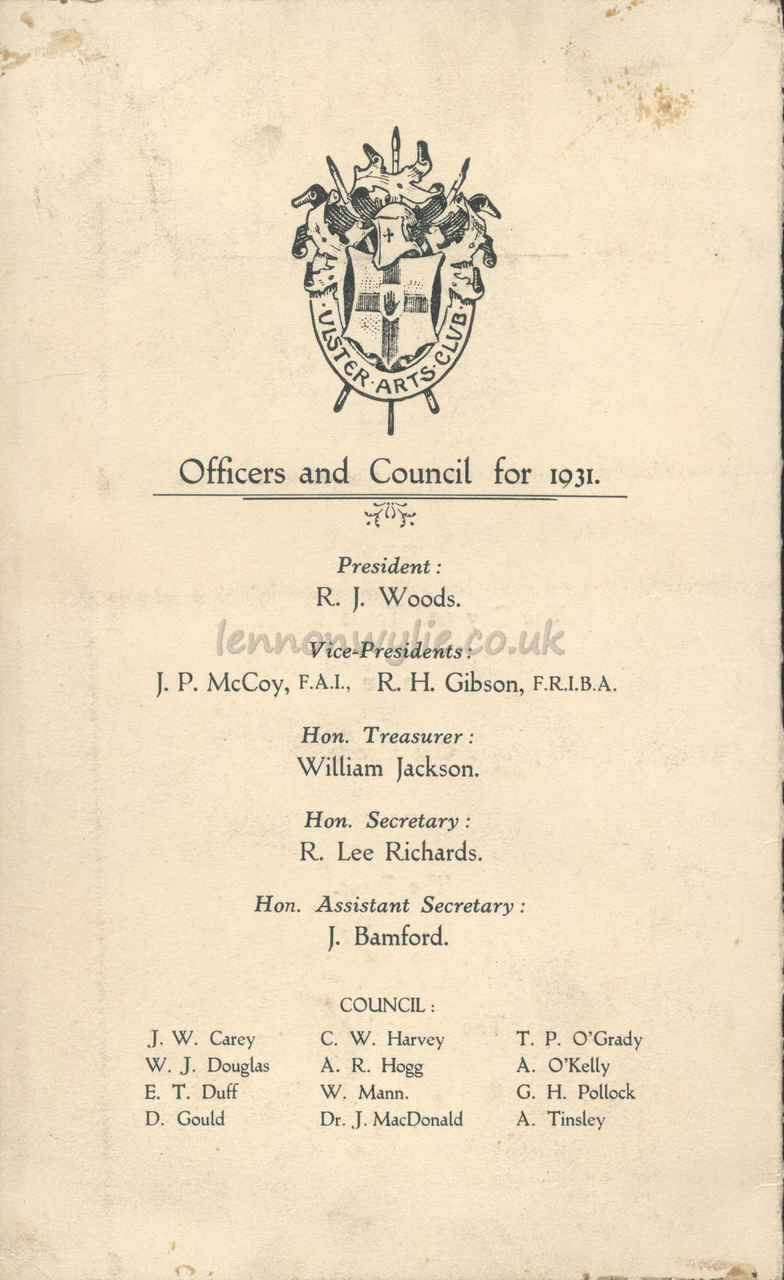 ·ULSTER·ARTS·CLUB·
Officers and Council for 1931.
President :
R. J. Woods.
lennonwylie.co.uk
Vice-Presidents :
J. P. McCoy, F.A.I., R. H. Gibson, F.R.I.B.A.
Hon. Treasurer :
William Jackson.
Hon. Secretary :
R. Lee Richards.
Hon. Assistant Secretary :
J. Bamford.
COUNCIL :
J. W. Carey C. W. Harvey T. P. O'Grady
W. J. Douglas A. R. Hogg A. O'Kelly
E. T. Duff W. Mann. G. H. Pollock
D. Gould Dr. J. MacDonald A. Tinsley